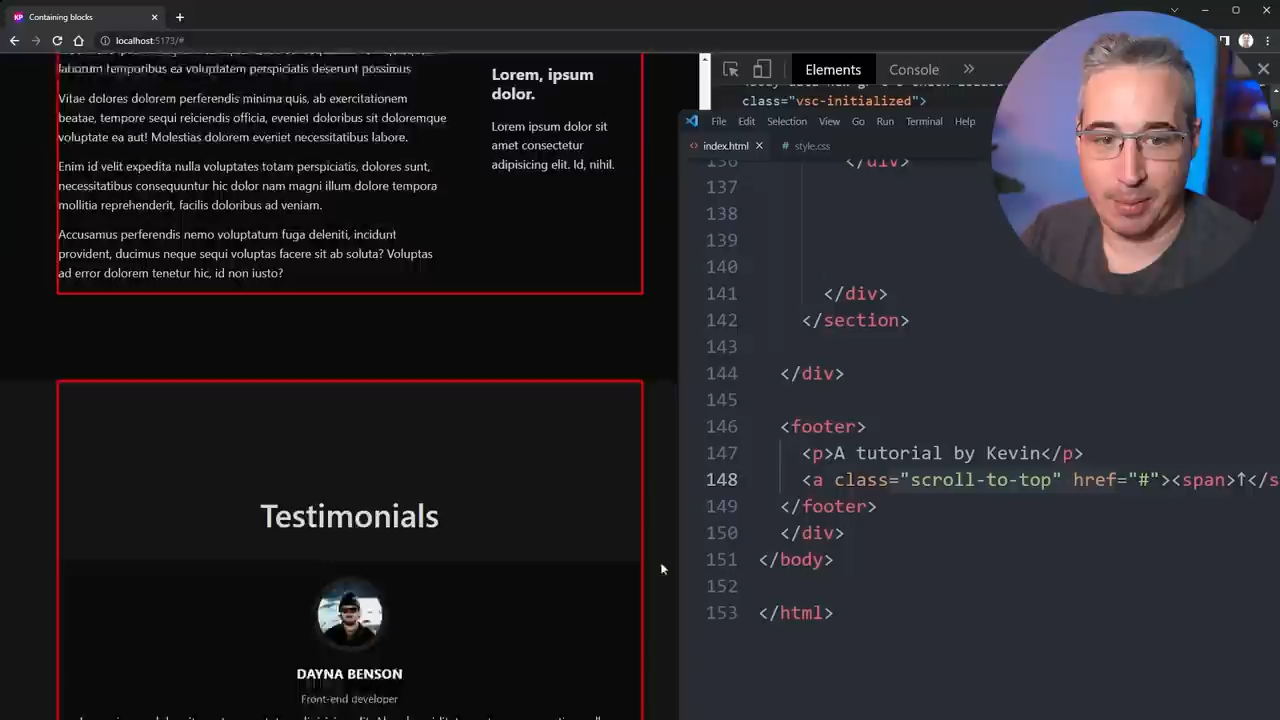 Containing blocks
localhost:5173/#
laborum temporibus ea voluptatem perspiciatis deserunt possimus
Vitae dolores dolorem perferendis minima quis, ab exercitationem
beatae, tempore sequi reiciendis officia, eveniet doloribus sit doloremque
voluptate ea aut! Molestias dolorem eveniet necessitatibus labore.
Enim id velit expedita nulla voluptates totam perspiciatis, dolores sunt,
necessitatibus consequuntur hic dolor nam magni illum dolore tempora
mollitia reprehenderit, facilis doloribus ad veniam.
Accusamus perferendis nemo voluptatum fuga deleniti, incidunt
provident, ducimus neque sequi voluptas facere sit ab soluta? Voluptas
ad error dolorem tenetur hic, id non iusto?
Lorem, ipsum
dolor.
Lorem ipsum dolor sit
amet consectetur
adipisicing elit. Id, nihil.
Testimonials
DAYNA BENSON
Front-end developer
Elements
Console
class="vsc-initialized">
File Edit Selection View Go Run Terminal Help
index.html
# style.css
136 </div>
137
138
139
140
141 </div>
142 </section>
143
144 </div>
145
146 <footer>
147 <p>A tutorial by Kevin</p>
148 <a class="scroll-to-top" href="#"><span>↑</s
149 </footer>
150 </div>
151 </body>
152
153 </html>